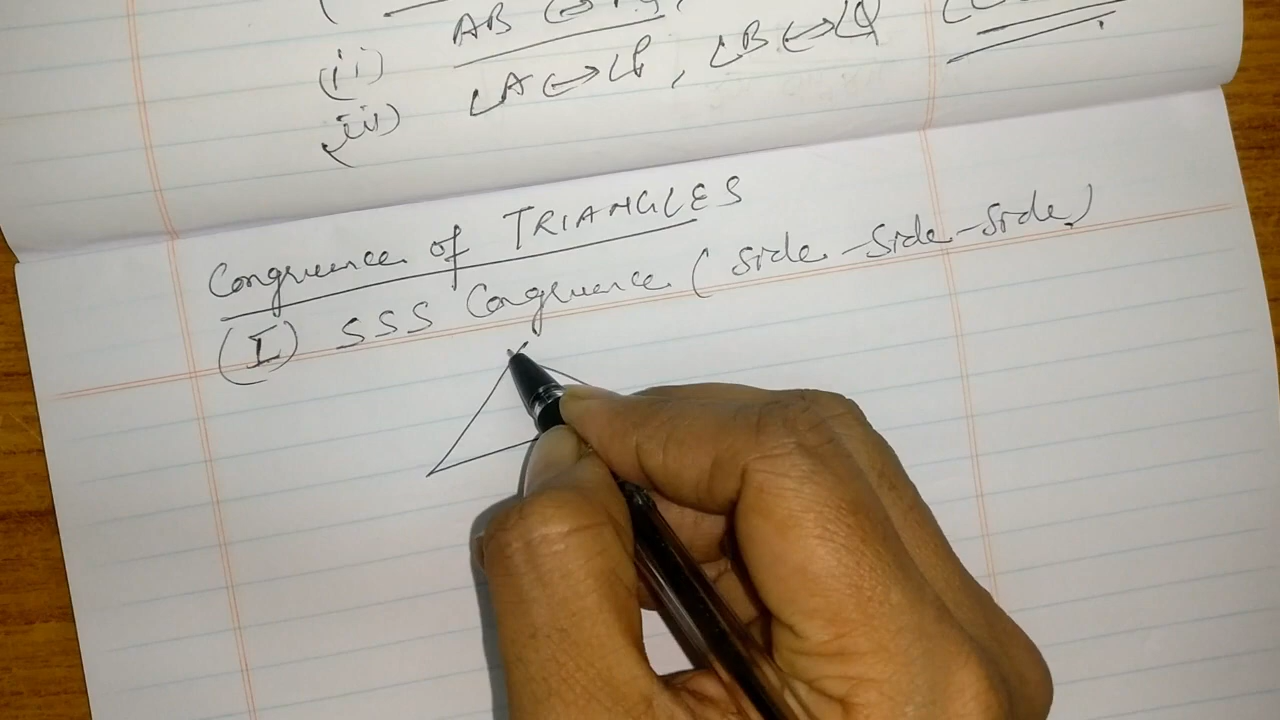 (ii) AB ↔
(iii) ∠A ↔ ∠P, ∠B ↔ ∠Q
Congruence of TRIANGLES
(I) SSS Congruence (Side-Side-Side)